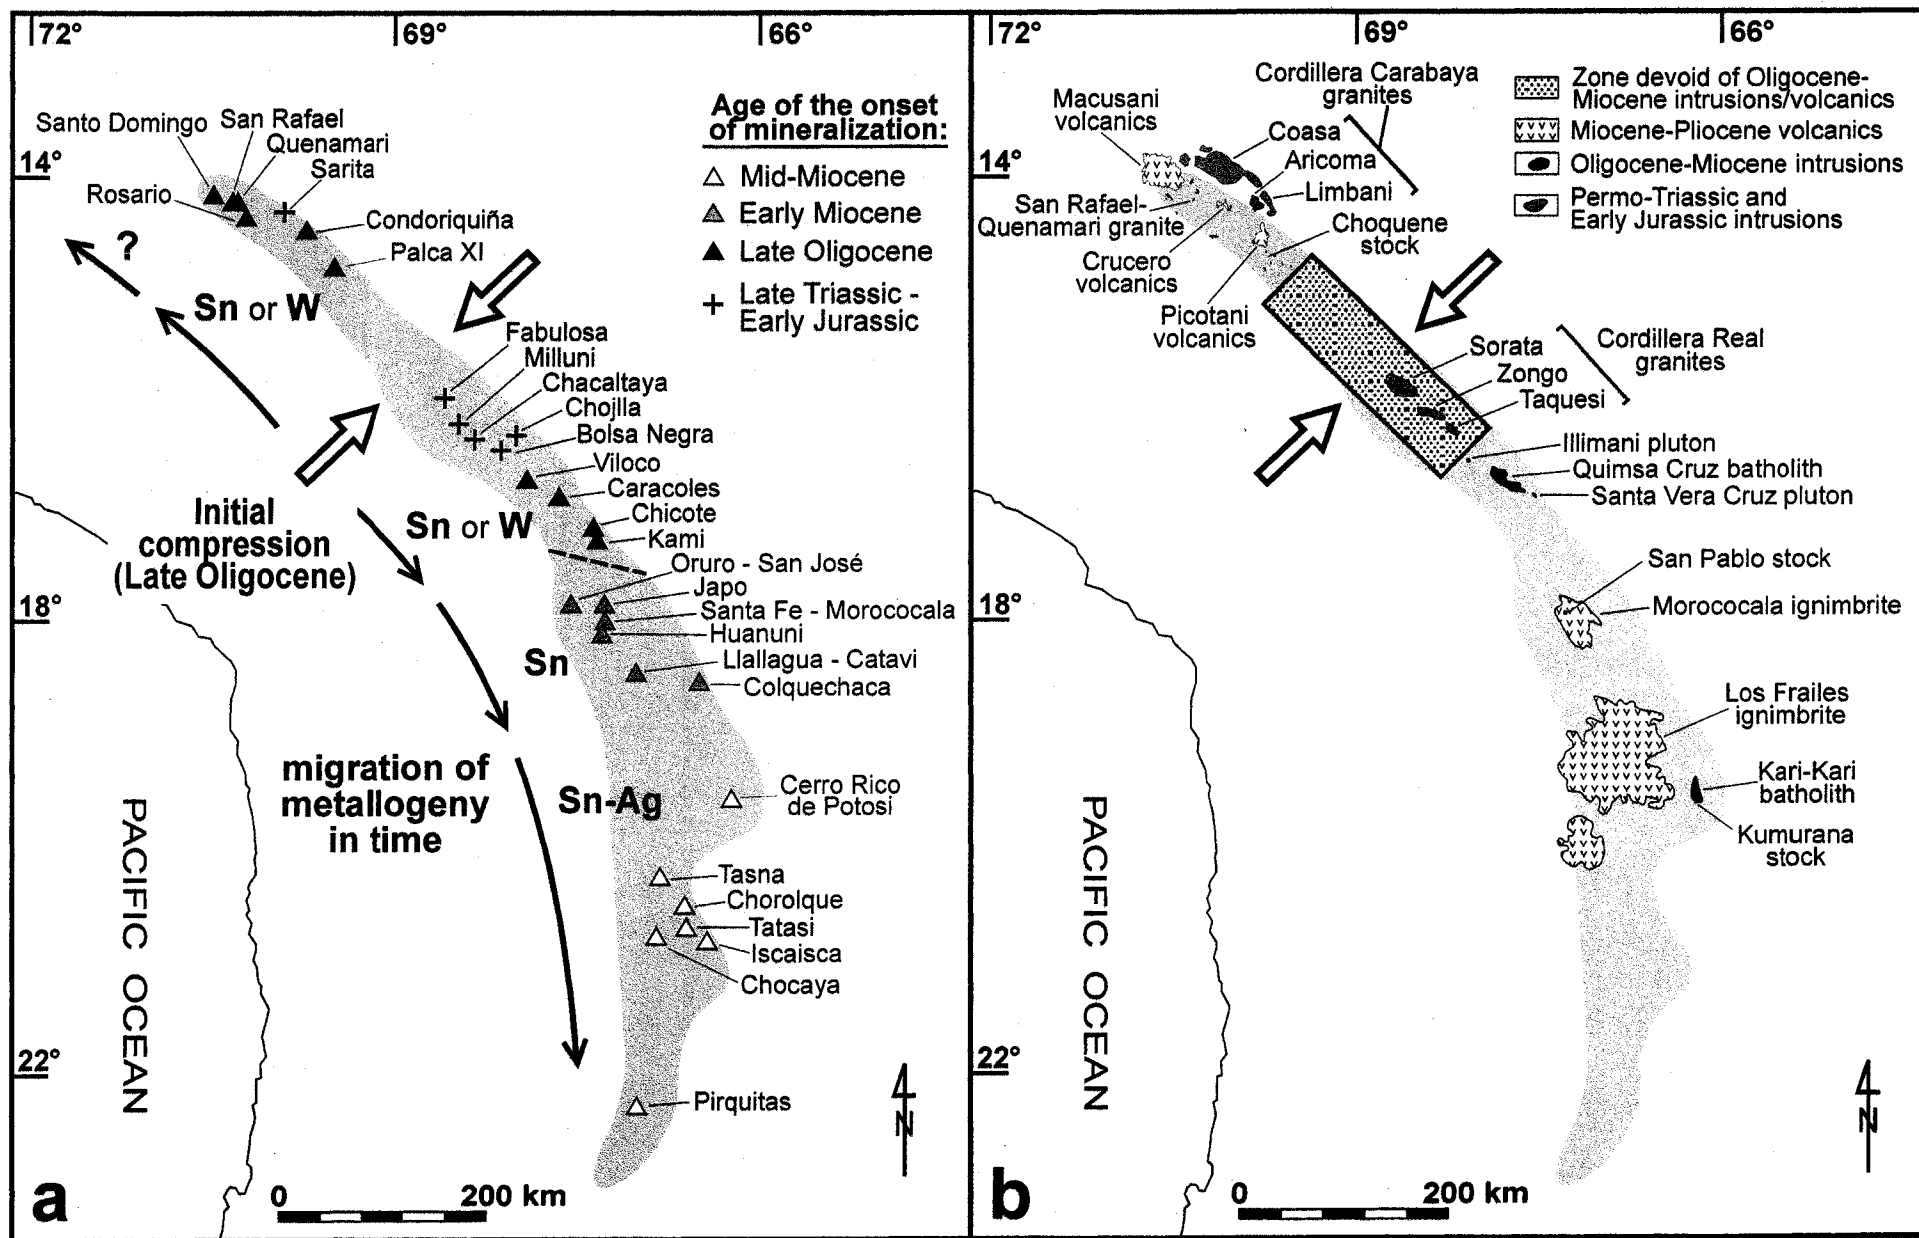 72°
69°
66°
Santo Domingo
San Rafael
Quenamari
Sarita
14°
Rosario
Condoriquiña
Palca XI
?
Sn or W
Age of the onset
of mineralization:
Mid-Miocene
Early Miocene
Late Oligocene
Late Triassic -
Early Jurassic
Fabulosa
Milluni
Chacaltaya
Chojlla
Bolsa Negra
Viloco
Caracoles
Chicote
Kami
Initial
compression
(Late Oligocene)
Sn or W
Oruro - San José
Japo
Santa Fe - Morococala
Huanuni
Llallagua - Catavi
Colquechaca
18°
Sn
migration of
metallogeny
in time
Sn-Ag
Cerro Rico
de Potosi
Tasna
Chorolque
Tatasi
Iscaisca
Chocaya
PACIFIC OCEAN
22°
Pirquitas
N
a
0 200 km
72°
69°
66°
Macusani
volcanics
Cordillera Carabaya
granites
Coasa
Aricoma
Limbani
14°
San Rafael-
Quenamari granite
Choquene
stock
Crucero
volcanics
Picotani
volcanics
Zone devoid of Oligocene-
Miocene intrusions/volcanics
Miocene-Pliocene volcanics
Oligocene-Miocene intrusions
Permo-Triassic and
Early Jurassic intrusions
Sorata
Zongo
Taquesi
Cordillera Real
granites
Illimani pluton
Quimsa Cruz batholith
Santa Vera Cruz pluton
San Pablo stock
18°
Morococala ignimbrite
Los Frailes
ignimbrite
Kari-Kari
batholith
Kumurana
stock
PACIFIC OCEAN
22°
N
b
0 200 km